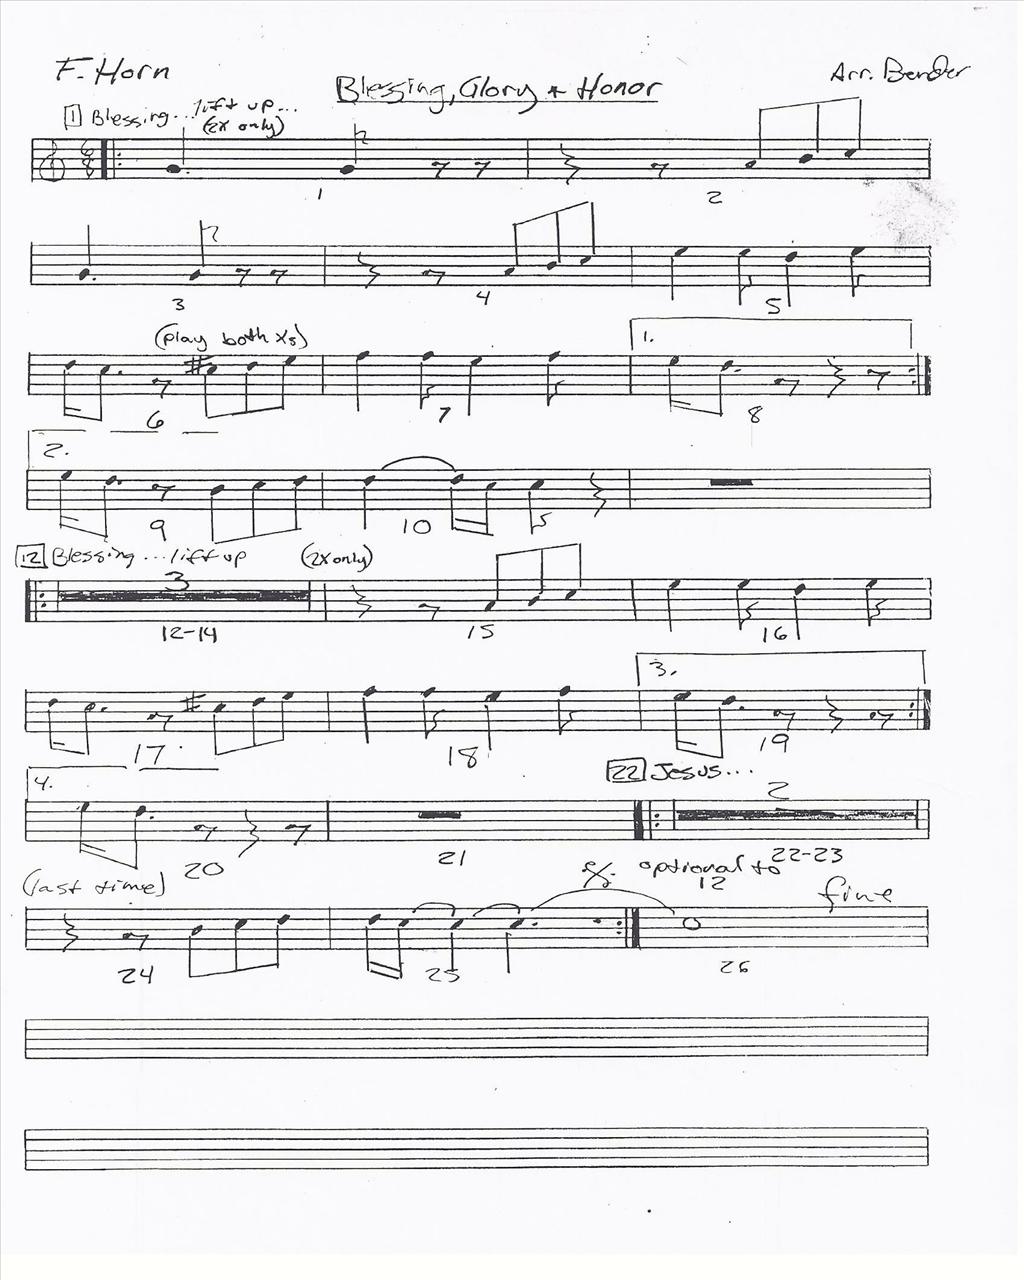 F. Horn
Blessing, Glory + Honor
Arr. Bender
1 Blessing... lift up...
(2x only)
1 2
3 4 5
(play both xs)
1.
6 7 8
2.
9 10
12 Blessing ... lift up (2x only)
3
12-14 15 16
3.
17 18 19
4.
22 Jesus...
2
20 21 22-23
(last time)
optional to
12
fine
24 25 26